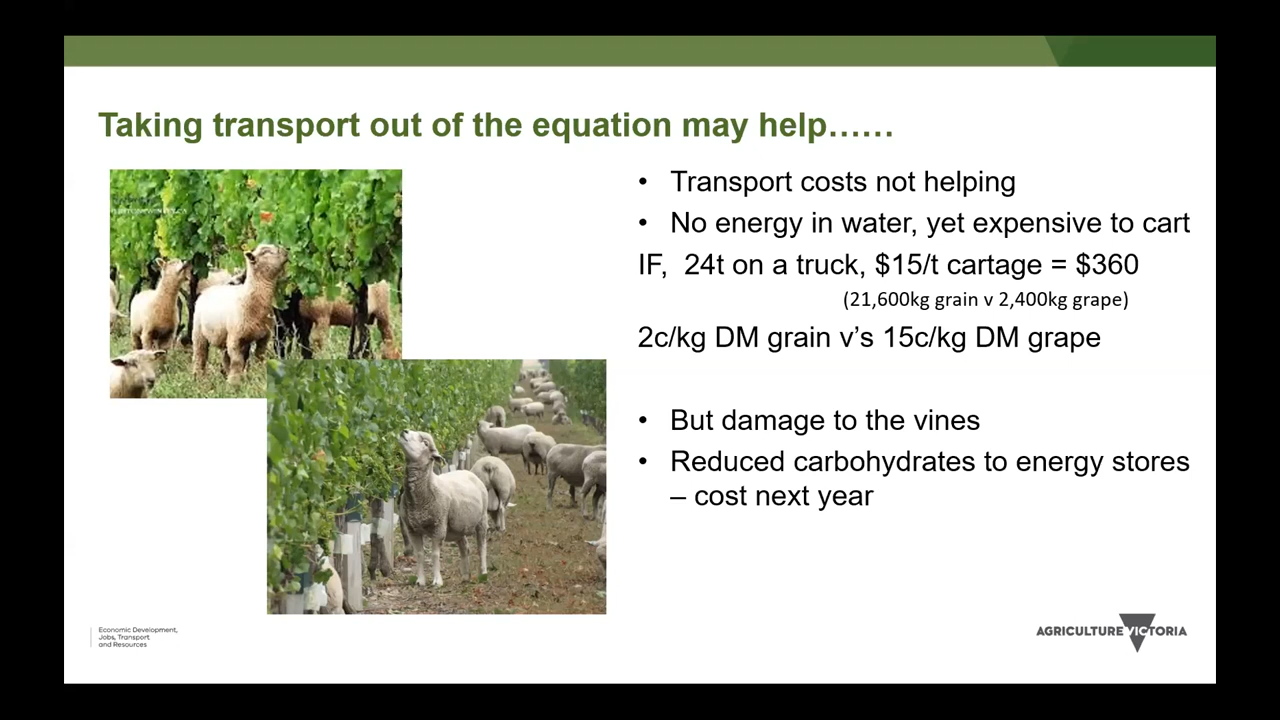 Taking transport out of the equation may help……
• Transport costs not helping
• No energy in water, yet expensive to cart
IF, 24t on a truck, $15/t cartage = $360
(21,600kg grain v 2,400kg grape)
2c/kg DM grain v’s 15c/kg DM grape
• But damage to the vines
• Reduced carbohydrates to energy stores
– cost next year
Economic Development,
Jobs, Transport
and Resources
AGRICULTURE VICTORIA